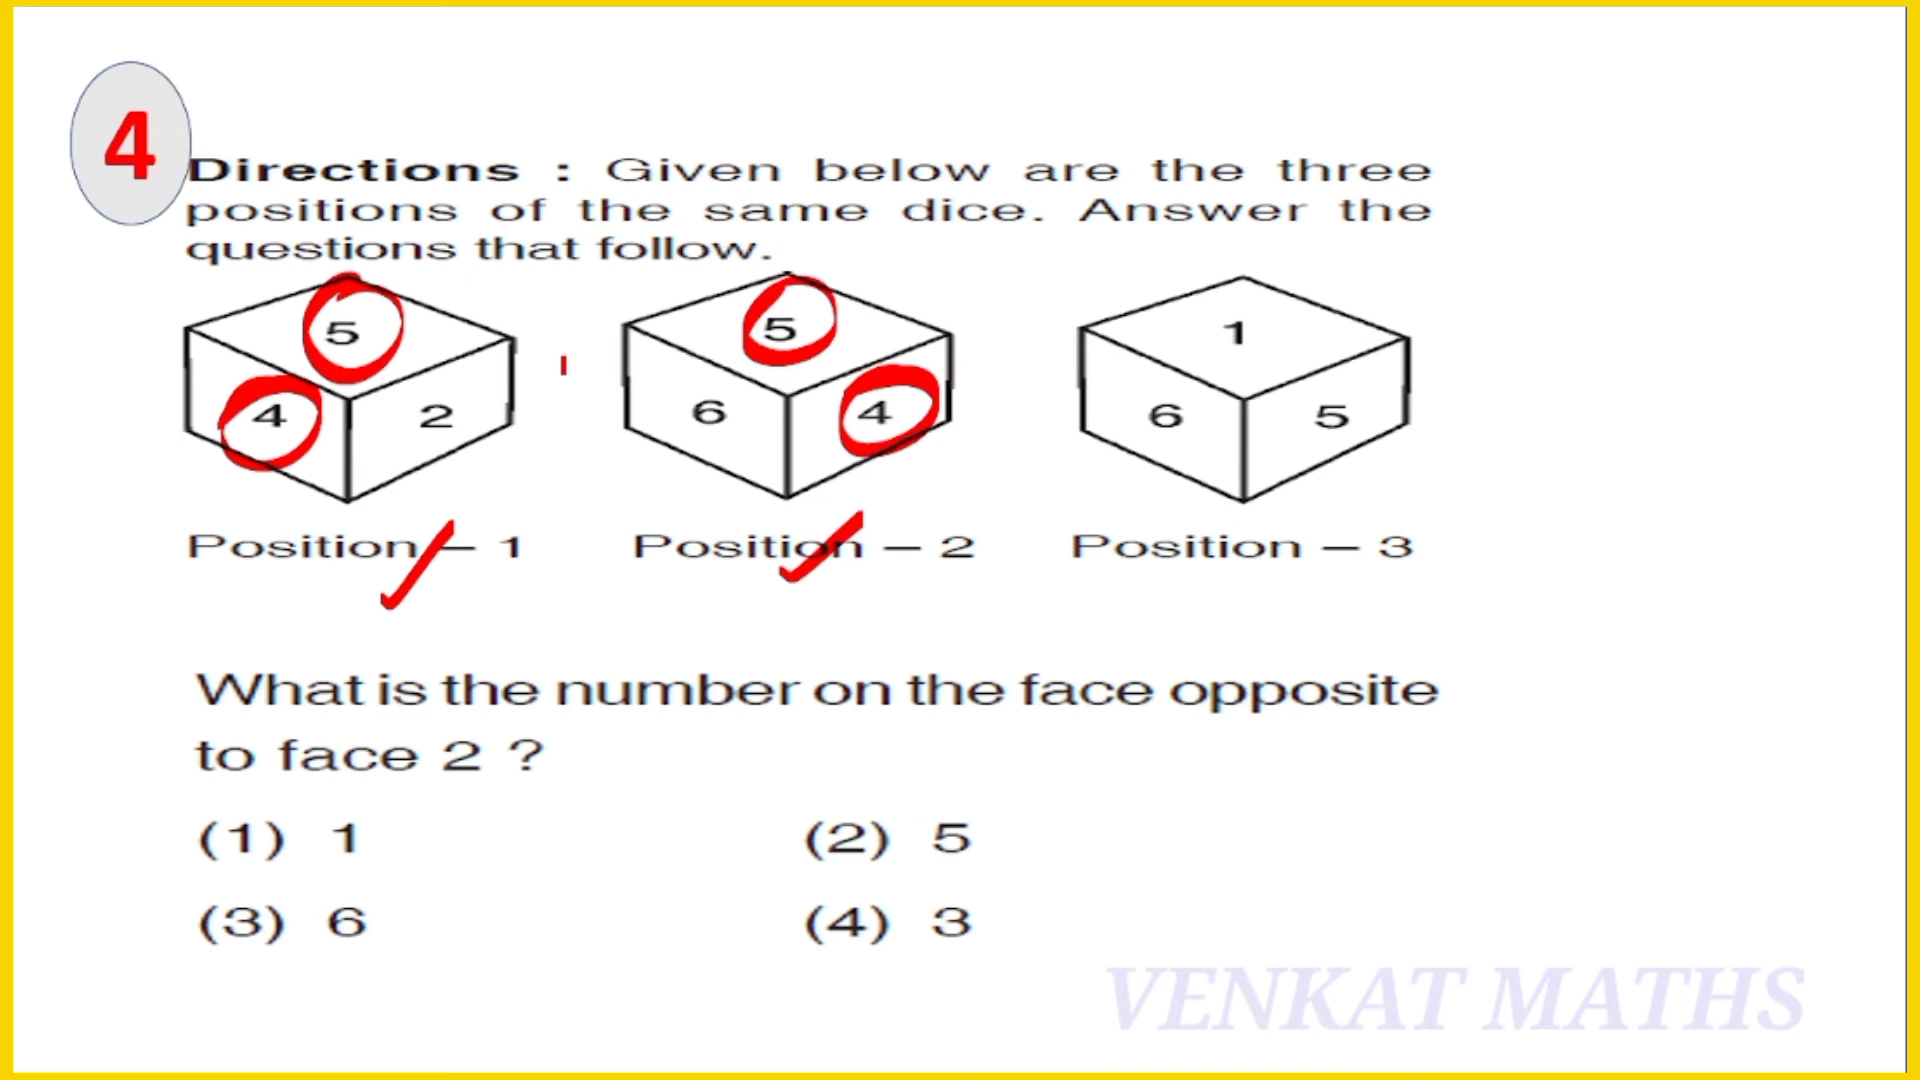 4
Directions : Given below are the three
positions of the same dice. Answer the
questions that follow.
5
4 2
5
6 4
1
6 5
Position – 1 Position – 2 Position – 3
What is the number on the face opposite
to face 2 ?
(1) 1 (2) 5
(3) 6 (4) 3
VENKAT MATHS